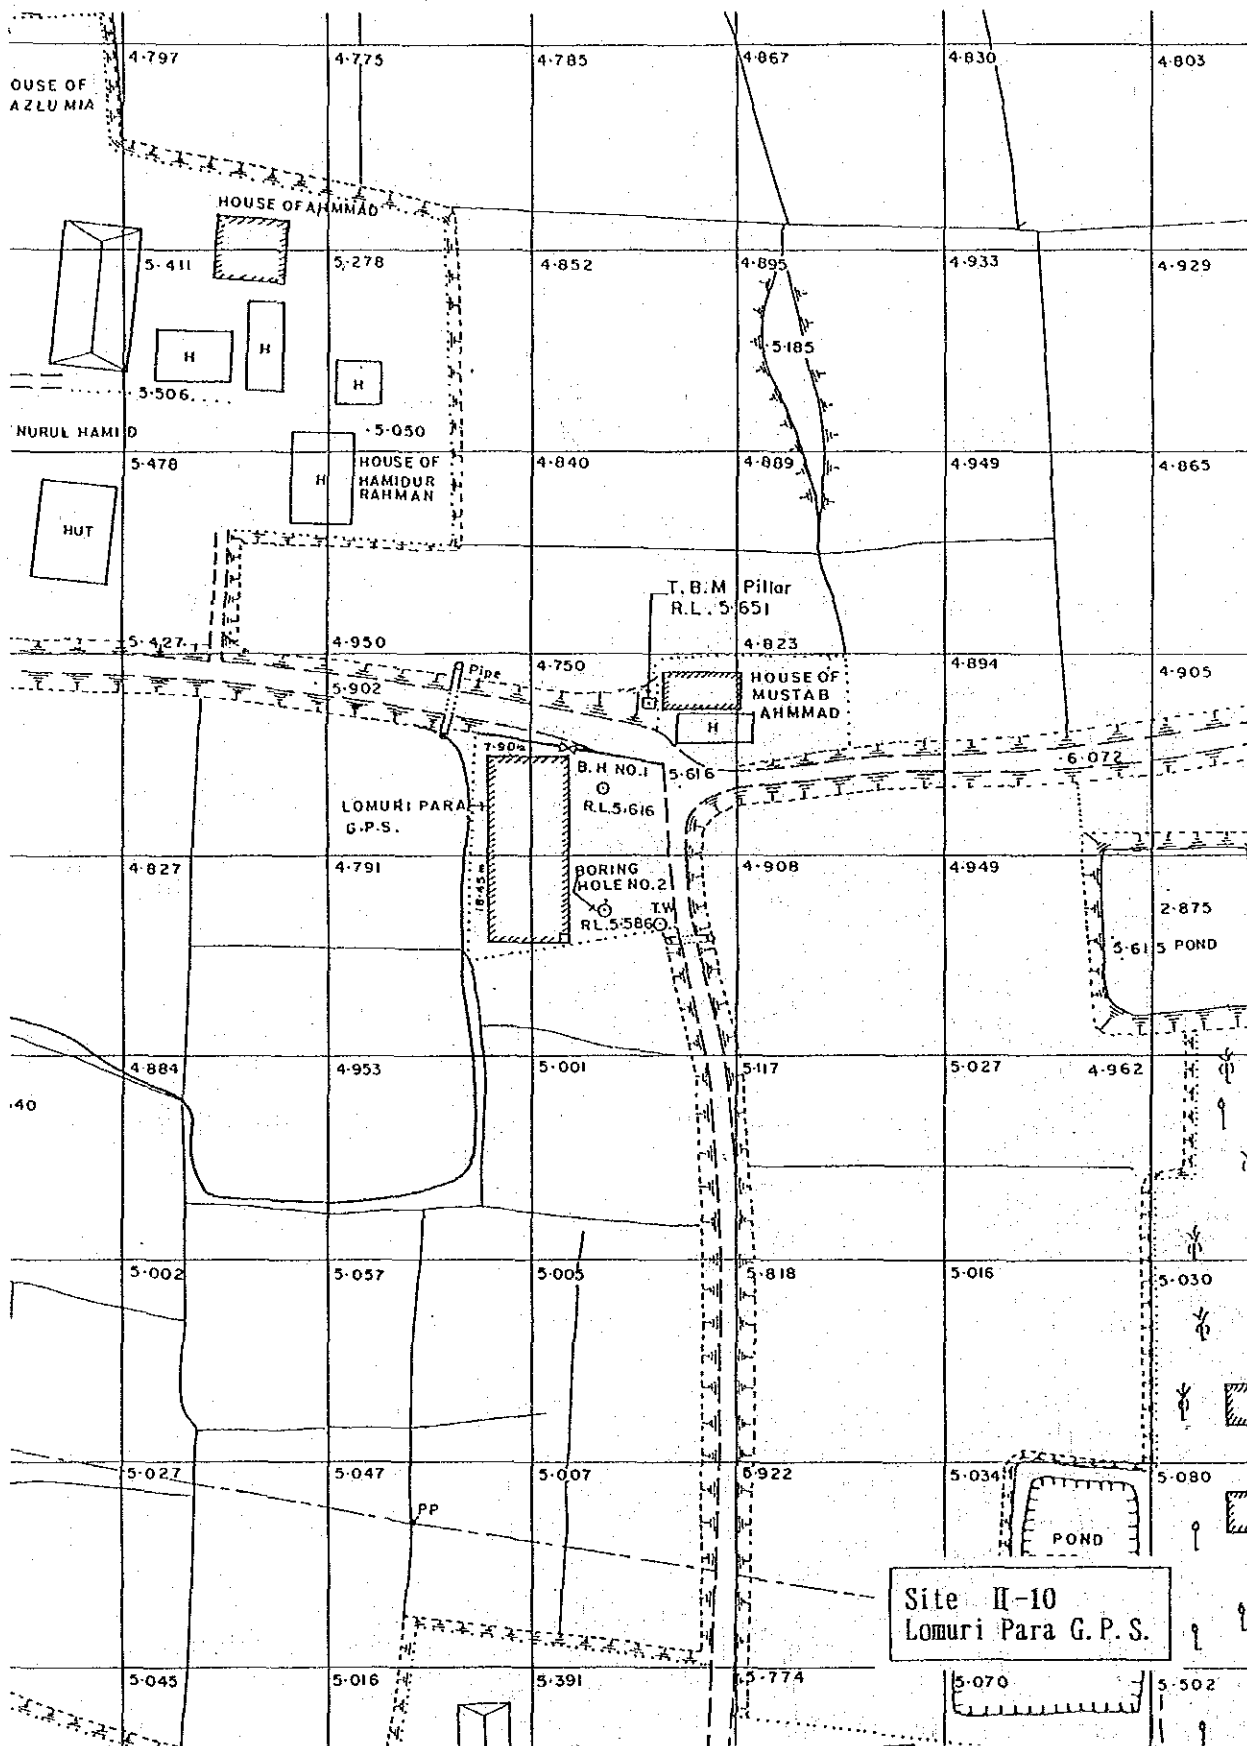 4.797
4.775
4.785
4.867
4.830
4.803
OUSE OF
AZLU MIA
HOUSE OF AHMMAD
5.411
5.278
4.852
4.895
4.933
4.929
H
H
H
5.185
5.506
NURUL HAMID
5.050
5.478
HOUSE OF
HAMIDUR
RAHMAN
H
4.840
4.889
4.949
4.865
HUT
T.B.M Pillar
R.L. 5.651
5.427
4.950
4.750
4.823
4.894
4.905
Pipe
5.902
HOUSE OF
MUSTAB
AHMMAD
H
7.90m
B.H NO.1
5.616
6.072
R.L.5.616
LOMURI PARA
G.P.S.
4.827
4.791
18.45m
BORING
HOLE NO.2
4.908
4.949
T.W
R.L.5.586
2.875
5.615 POND
4.884
4.953
5.001
5.117
5.027
4.962
.40
5.002
5.057
5.005
5.818
5.016
5.030
5.027
5.047
5.007
5.922
5.034
5.080
PP
POND
Site II-10
Lomuri Para G.P.S.
5.045
5.016
5.391
5.774
5.070
5.502